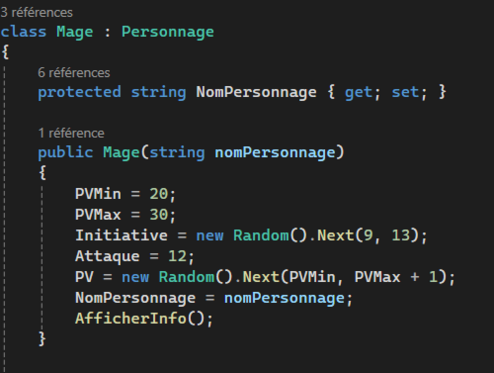 3 références
class Mage : Personnage
{
6 références
protected string NomPersonnage { get; set; }
1 référence
public Mage(string nomPersonnage)
{
PVMin = 20;
PVMax = 30;
Initiative = new Random().Next(9, 13);
Attaque = 12;
PV = new Random().Next(PVMin, PVMax + 1);
NomPersonnage = nomPersonnage;
AfficherInfo();
}